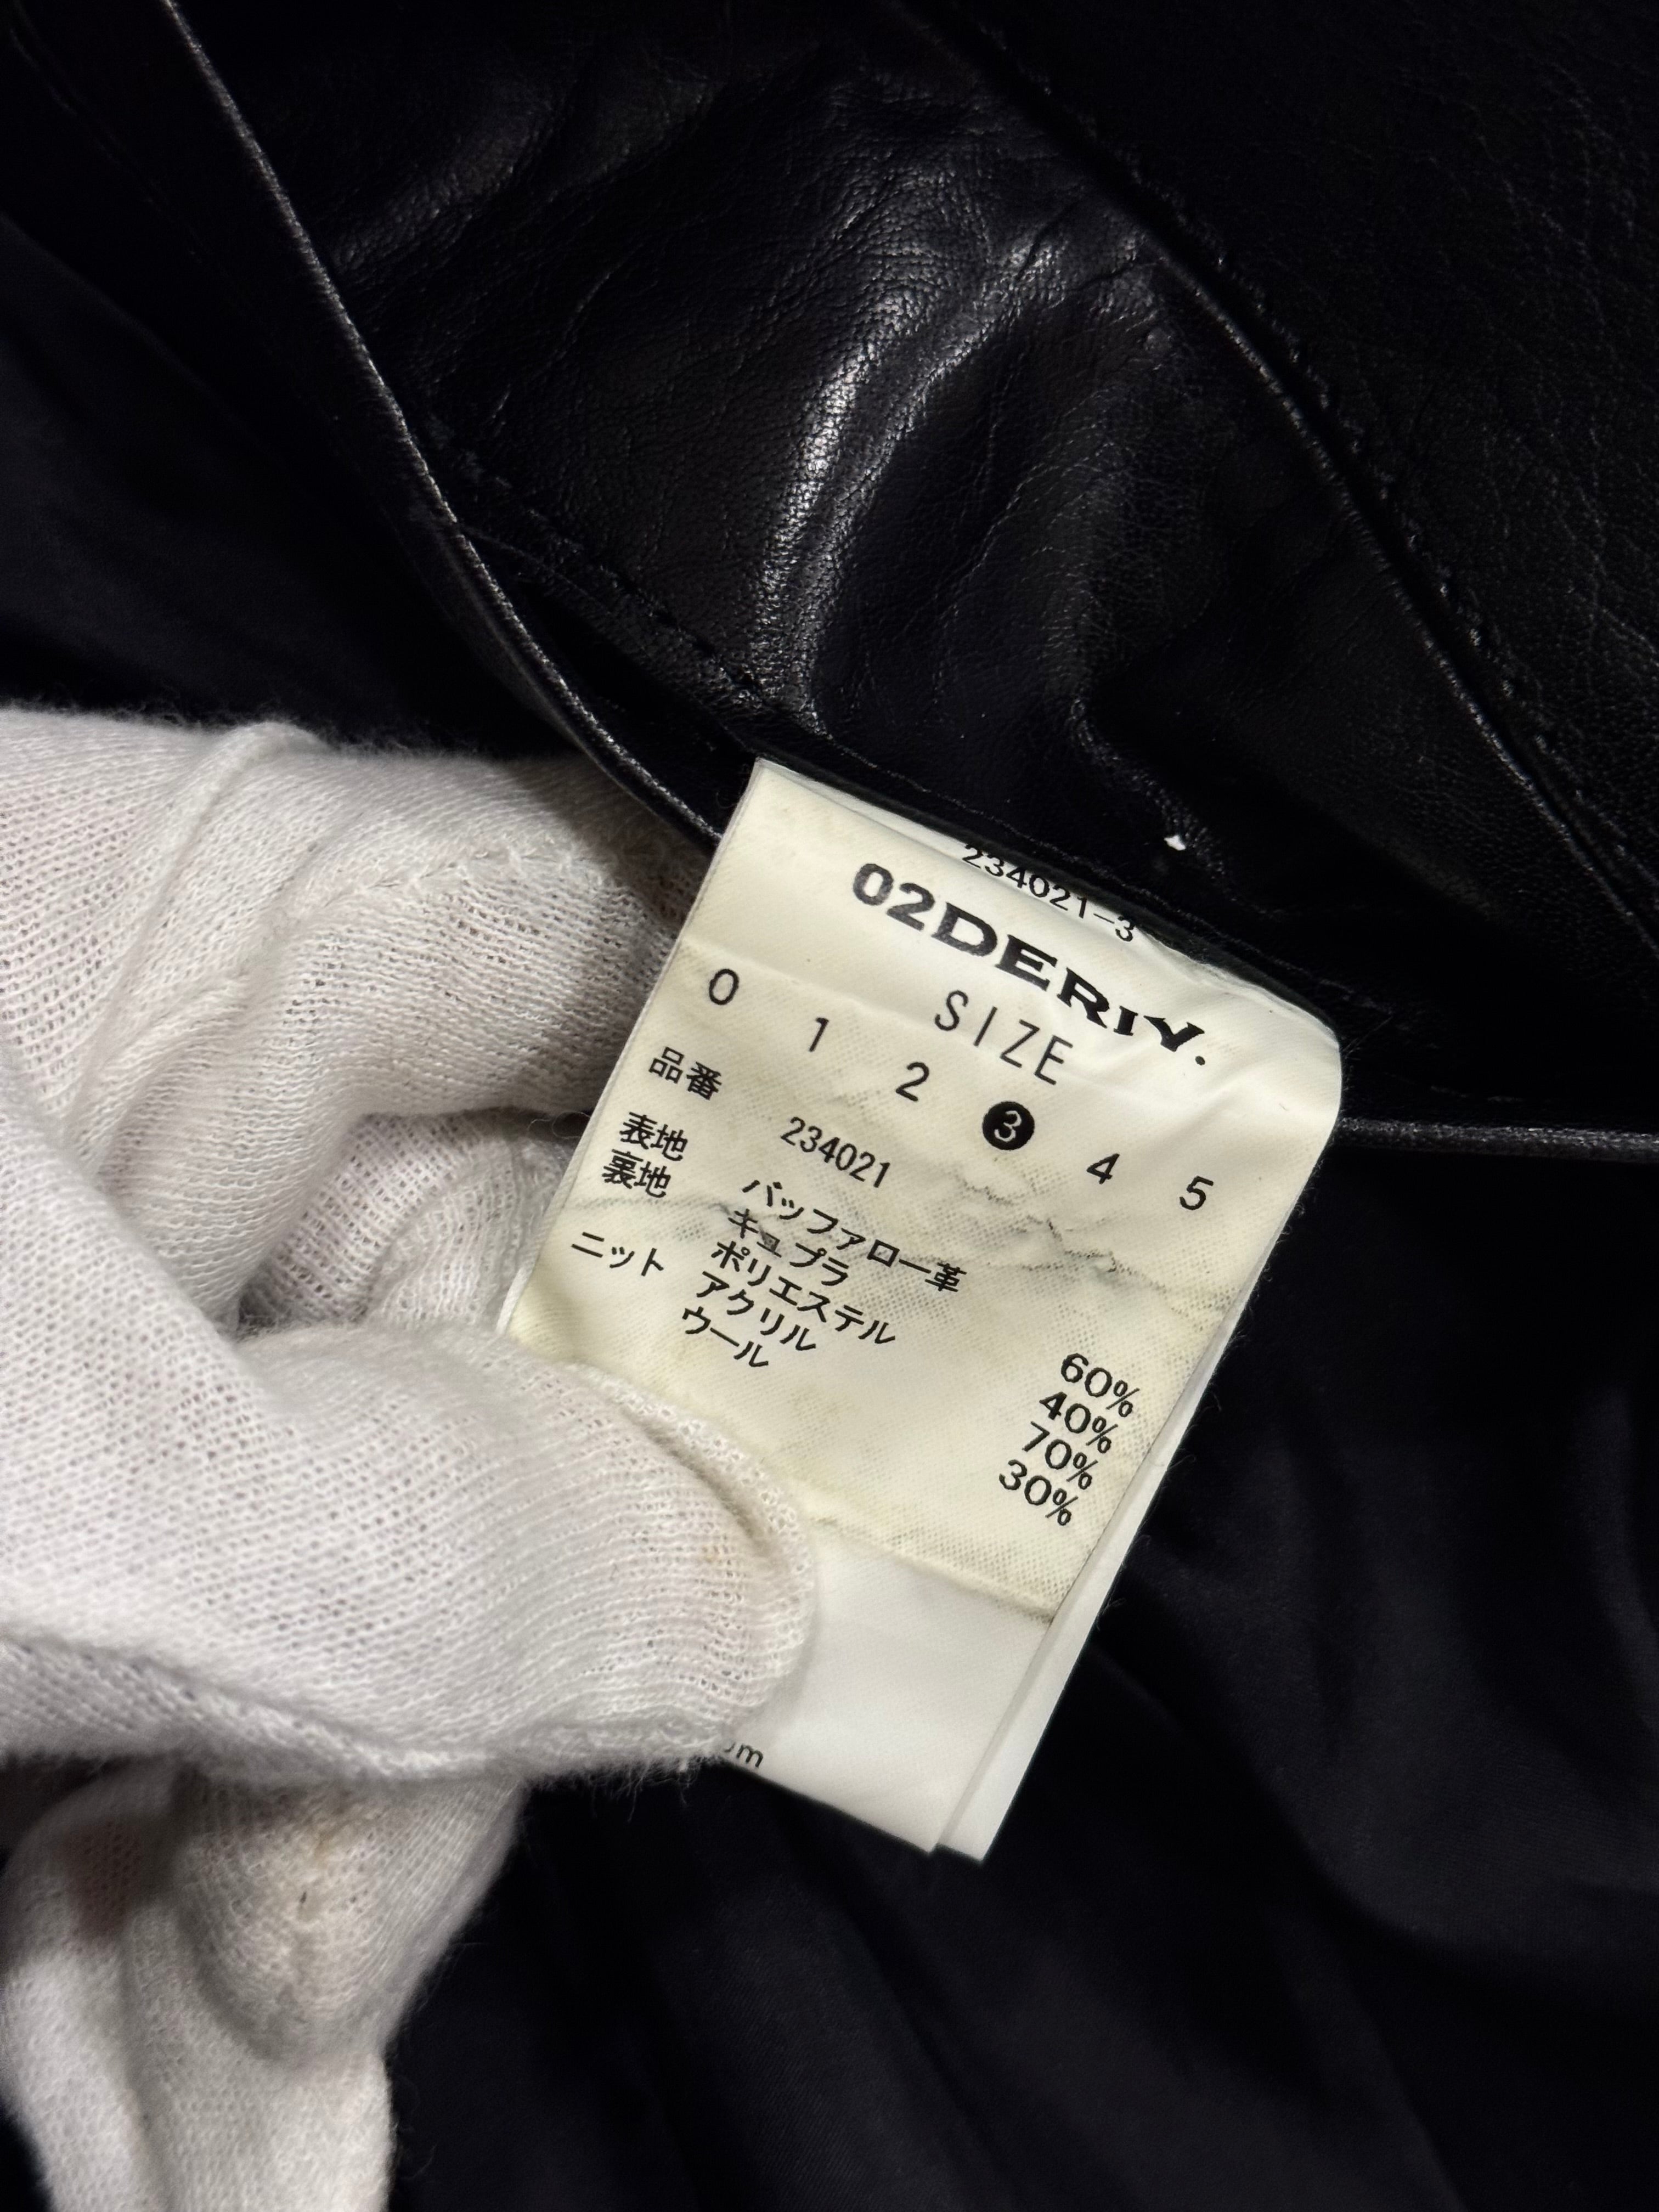 234021-3
02DERIY.
SIZE
0 1 2 3 4 5
品番 234021
表地 バッファロー革
裏地 キュプラ 60%
ポリエステル 40%
ニット アクリル 70%
ウール 30%